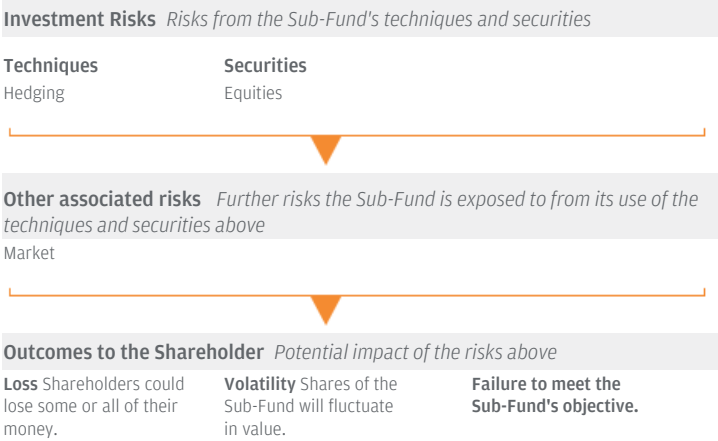 Investment Risks Risks from the Sub-Fund's techniques and securities
Techniques Securities
Hedging Equities
Other associated risks Further risks the Sub-Fund is exposed to from its use of the
techniques and securities above
Market
Outcomes to the Shareholder Potential impact of the risks above
Loss Shareholders could
lose some or all of their
money.
Volatility Shares of the
Sub-Fund will fluctuate
in value.
Failure to meet the
Sub-Fund's objective.